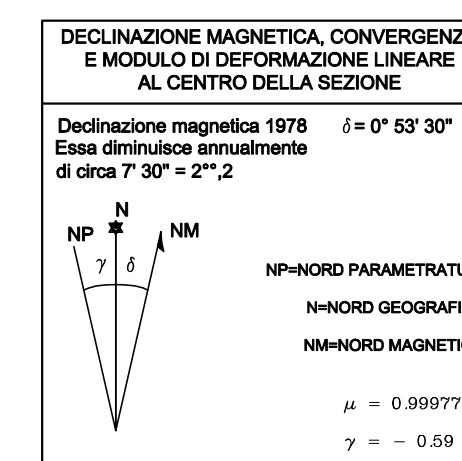 DECLINAZIONE MAGNETICA, CONVERGENZ
E MODULO DI DEFORMAZIONE LINEARE
AL CENTRO DELLA SEZIONE
Declinazione magnetica 1978 δ= 0° 53' 30"
Essa diminuisce annualmente
di circa 7' 30" = 2°°,2
N
NP NM
γ δ
NP=NORD PARAMETRATU
N=NORD GEOGRAFI
NM=NORD MAGNETI
μ = 0.99977
γ = − 0.59